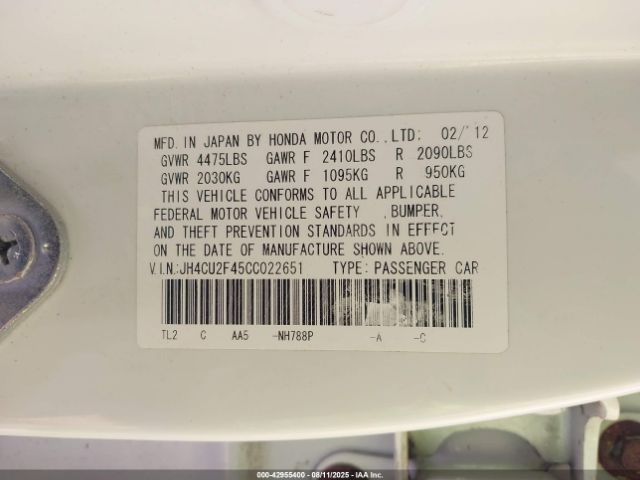 MFD. IN JAPAN BY HONDA MOTOR CO.,LTD: 02/'12
GVWR 4475LBS GAWR F 2410LBS R 2090LBS
GVWR 2030KG GAWR F 1095KG R 950KG
THIS VEHICLE CONFORMS TO ALL APPLICABLE
FEDERAL MOTOR VEHICLE SAFETY ,BUMPER,
AND THEFT PREVENTION STANDARDS IN EFFECT
ON THE DATE OF MANUFACTURE SHOWN ABOVE.
V.I.N.:JH4CU2F45CC022651 TYPE: PASSENGER CAR
TL2 C AA5 -NH788P -A -C
000-42955400 - 08/11/2025 - Copyright © IAA, Inc.